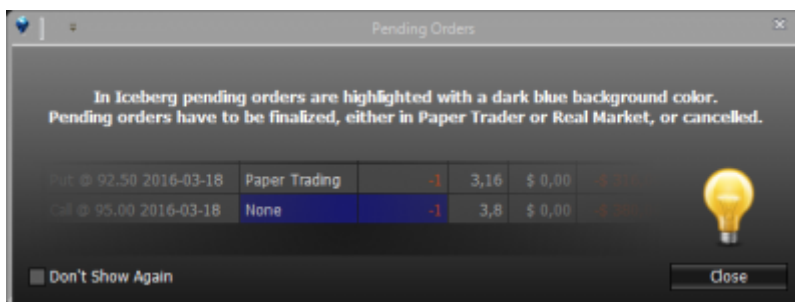 Pending Orders
In Iceberg pending orders are highlighted with a dark blue background color.
Pending orders have to be finalized, either in Paper Trader or Real Market, or cancelled.
Put @ 92.50 2016-03-18 Paper Trading -1 3,16 $ 0,00
Call @ 95.00 2016-03-18 None -1 3,8 $ 0,00
Don't Show Again
Close